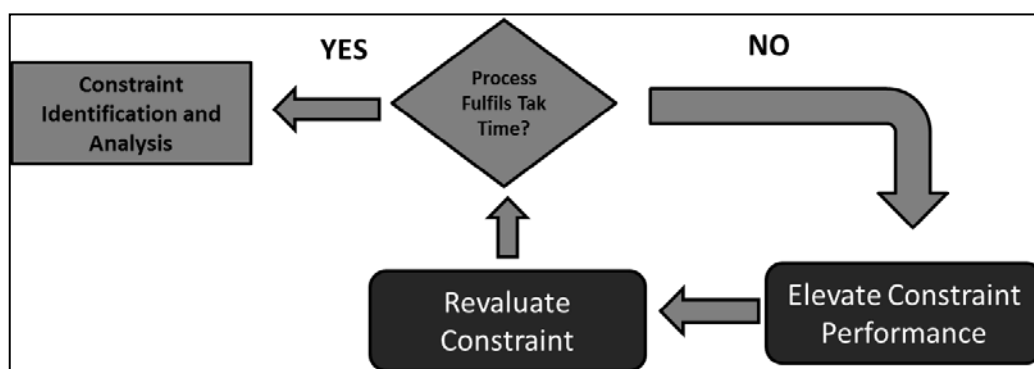 YES
NO
Process
Fulfils Tak
Time?
Constraint
Identification and
Analysis
Elevate Constraint
Performance
Revaluate
Constraint